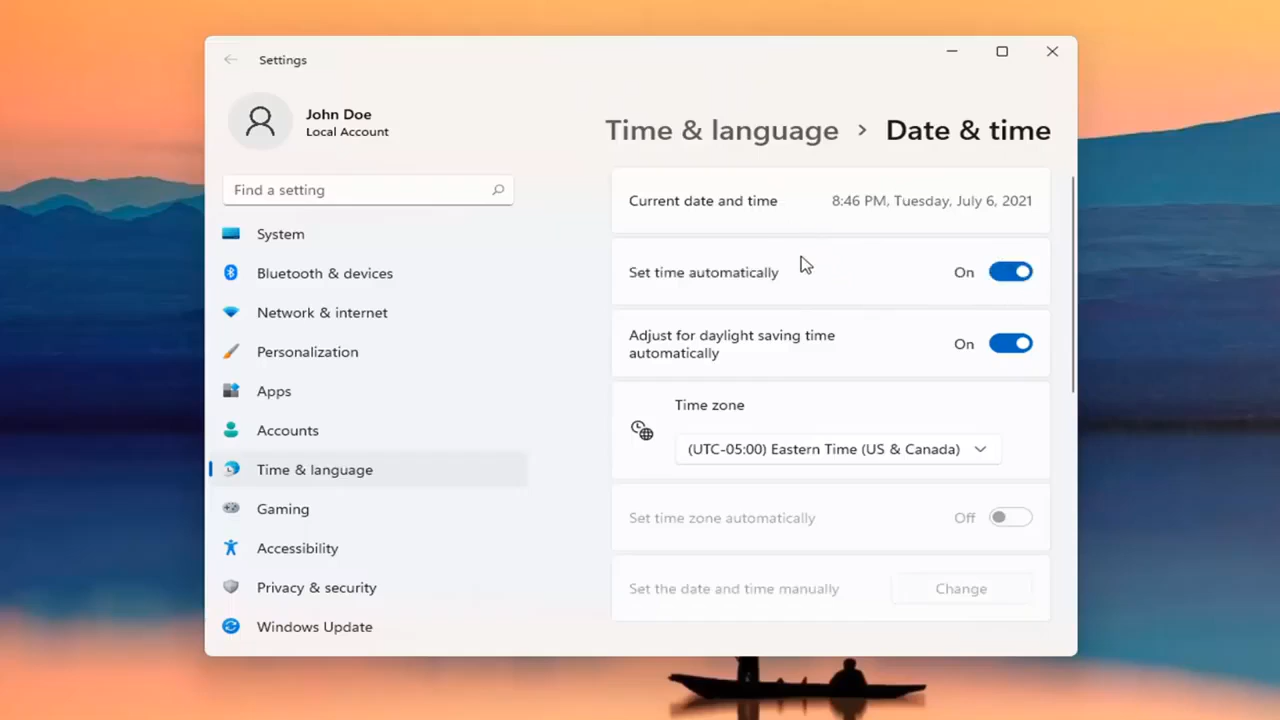 Settings
John Doe
Local Account
Find a setting
System
Bluetooth & devices
Network & internet
Personalization
Apps
Accounts
Time & language
Gaming
Accessibility
Privacy & security
Windows Update
Time & language > Date & time
Current date and time 8:46 PM, Tuesday, July 6, 2021
Set time automatically On
Adjust for daylight saving time
automatically On
Time zone
(UTC-05:00) Eastern Time (US & Canada)
Set time zone automatically Off
Set the date and time manually Change